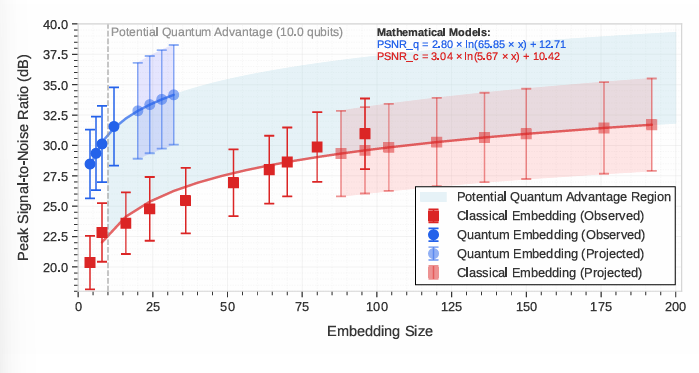 Potential Quantum Advantage (10.0 qubits)
Mathematical Models:
PSNR_q = 2.80 × ln(65.85 × x) + 12.71
PSNR_c = 3.04 × ln(5.67 × x) + 10.42
Peak Signal-to-Noise Ratio (dB)
40.0
37.5
35.0
32.5
30.0
27.5
25.0
22.5
20.0
Potential Quantum Advantage Region
Classical Embedding (Observed)
Quantum Embedding (Observed)
Quantum Embedding (Projected)
Classical Embedding (Projected)
0 25 50 75 100 125 150 175 200
Embedding Size